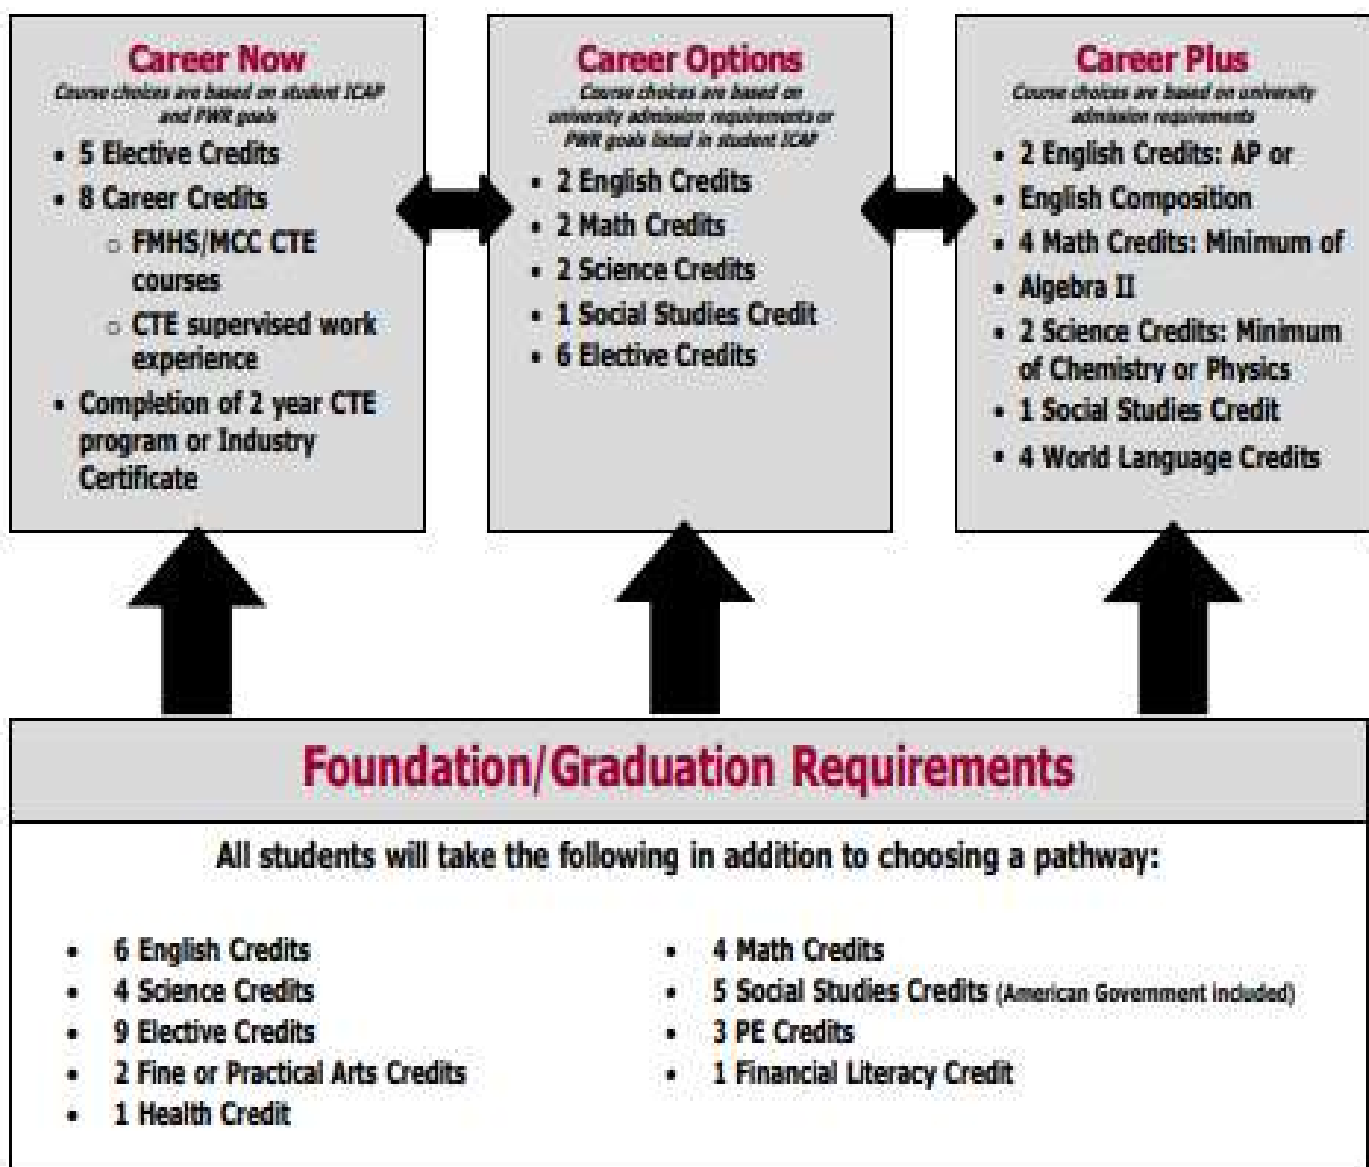 Career Now
Course choices are based on student ICAP
and PWR goals
• 5 Elective Credits
• 8 Career Credits
○ FMHS/MCC CTE
courses
○ CTE supervised work
experience
• Completion of 2 year CTE
program or Industry
Certificate
Career Options
Course choices are based on
university admission requirements or
PWR goals listed in student ICAP
• 2 English Credits
• 2 Math Credits
• 2 Science Credits
• 1 Social Studies Credit
• 6 Elective Credits
Career Plus
Course choices are based on university
admission requirements
• 2 English Credits: AP or
• English Composition
• 4 Math Credits: Minimum of
• Algebra II
• 2 Science Credits: Minimum
of Chemistry or Physics
• 1 Social Studies Credit
• 4 World Language Credits
Foundation/Graduation Requirements
All students will take the following in addition to choosing a pathway:
• 6 English Credits
• 4 Science Credits
• 9 Elective Credits
• 2 Fine or Practical Arts Credits
• 1 Health Credit
• 4 Math Credits
• 5 Social Studies Credits (American Government included)
• 3 PE Credits
• 1 Financial Literacy Credit